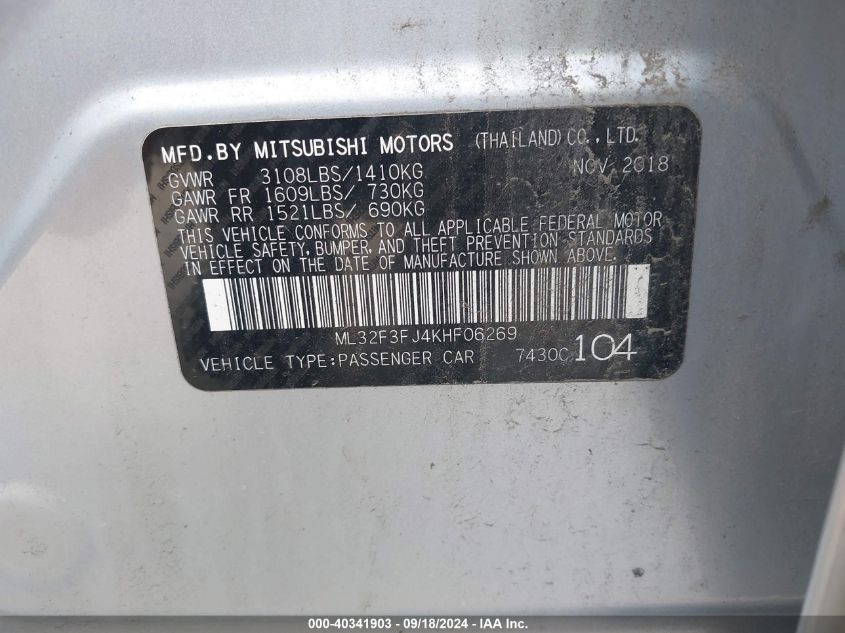 MFD.BY MITSUBISHI MOTORS (THAILAND)CO.,LTD.
GVWR 3108LBS/1410KG NOV.2018
GAWR FR 1609LBS/ 730KG
GAWR RR 1521LBS/ 690KG
THIS VEHICLE CONFORMS TO ALL APPLICABLE FEDERAL MOTOR
VEHICLE SAFETY, BUMPER, AND THEFT PREVENTION STANDARDS
IN EFFECT ON THE DATE OF MANUFACTURE SHOWN ABOVE.
ML32F3FJ4KHF06269
VEHICLE TYPE:PASSENGER CAR 7430C 104
000-40341903 - 09/18/2024 - IAA Inc.